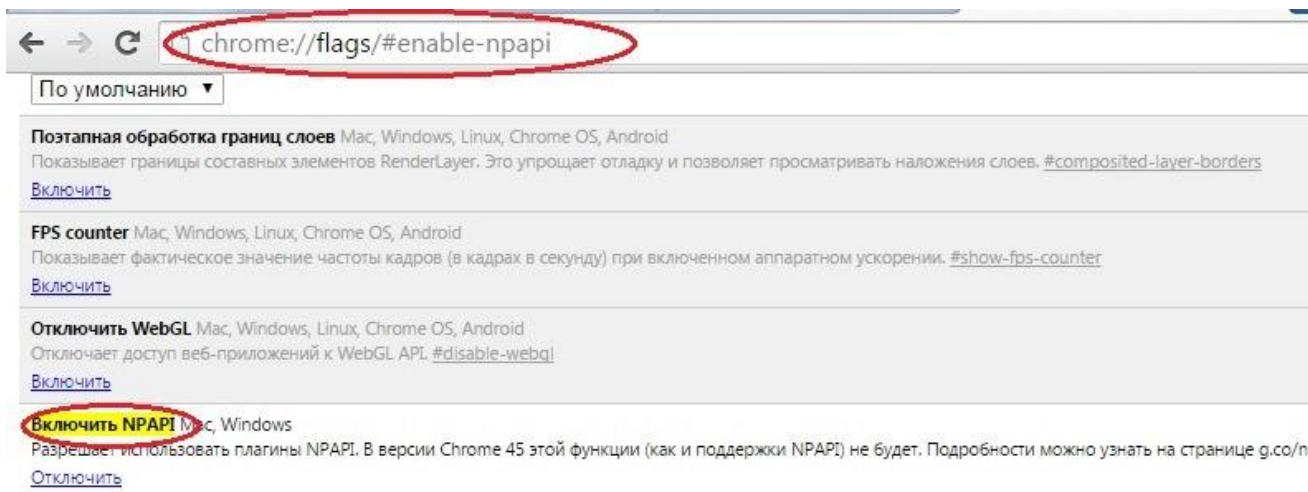 chrome://flags/#enable-npapi
По умолчанию
Поэтапная обработка границ слоев Mac, Windows, Linux, Chrome OS, Android
Показывает границы составных элементов RenderLayer. Это упрощает отладку и позволяет просматривать наложения слоев. #composited-layer-borders
Включить
FPS counter Mac, Windows, Linux, Chrome OS, Android
Показывает фактическое значение частоты кадров (в кадрах в секунду) при включенном аппаратном ускорении. #show-fps-counter
Включить
Отключить WebGL Mac, Windows, Linux, Chrome OS, Android
Отключает доступ веб-приложений к WebGL API. #disable-webgl
Включить
Включить NPAPI Mac, Windows
Разрешает использовать плагины NPAPI. В версии Chrome 45 этой функции (как и поддержки NPAPI) не будет. Подробности можно узнать на странице g.co/n
Отключить